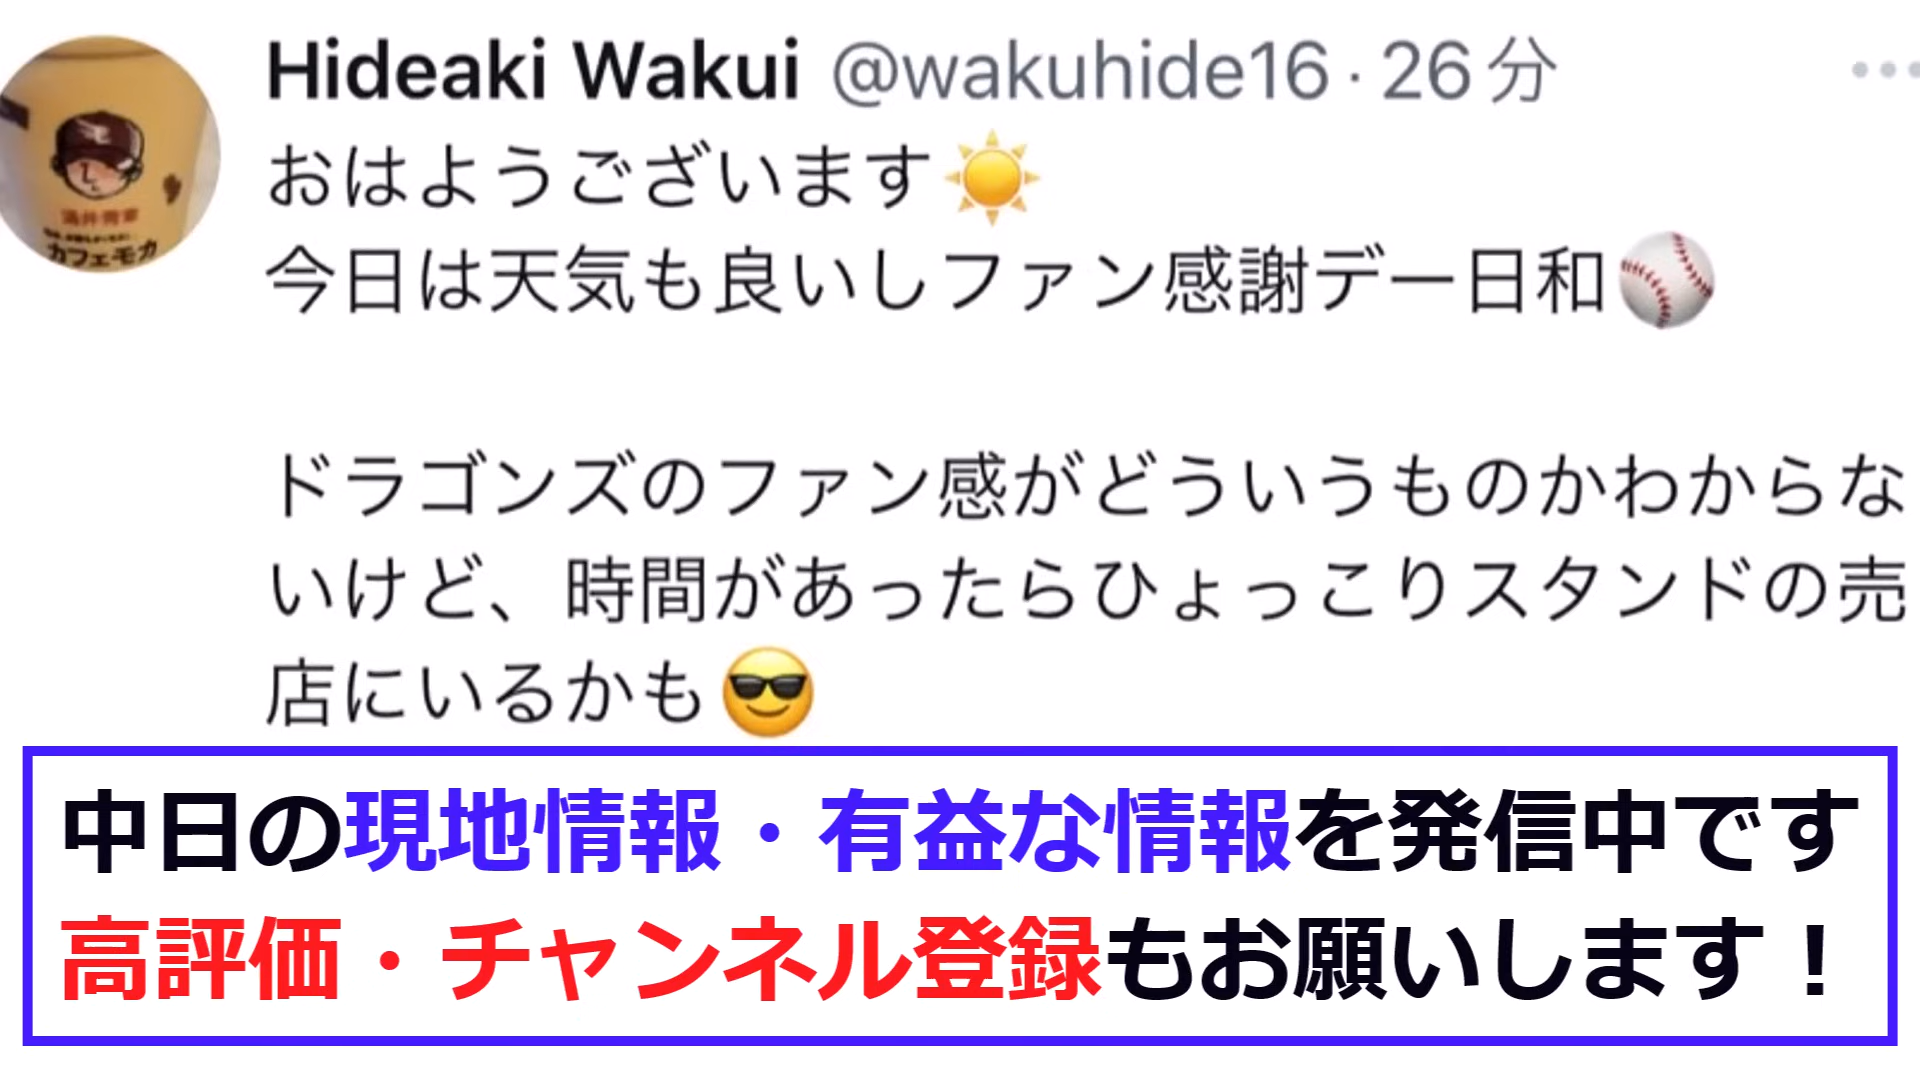 Hideaki Wakui @wakuhide16・26分
おはようございます☀️
今日は天気も良いしファン感謝デー日和⚾
ドラゴンズのファン感がどういうものかわからな
いけど、時間があったらひょっこりスタンドの売
店にいるかも😎
カフェモカ
中日の現地情報・有益な情報を発信中です
高評価・チャンネル登録もお願いします！